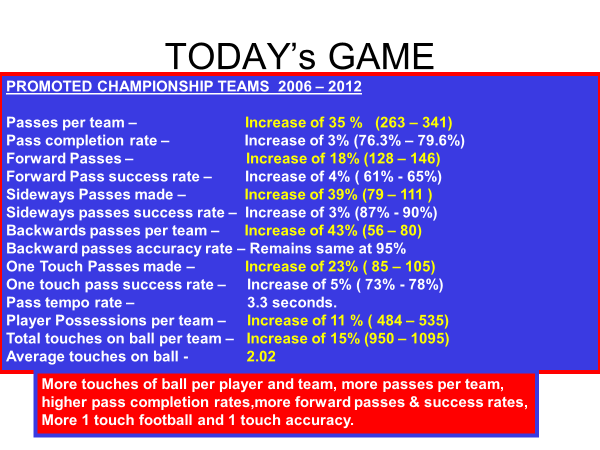 TODAY’s GAME
PROMOTED CHAMPIONSHIP TEAMS 2006 – 2012
Passes per team – Increase of 35 % (263 – 341)
Pass completion rate – Increase of 3% (76.3% – 79.6%)
Forward Passes – Increase of 18% (128 – 146)
Forward Pass success rate – Increase of 4% ( 61% - 65%)
Sideways Passes made – Increase of 39% (79 – 111 )
Sideways passes success rate – Increase of 3% (87% - 90%)
Backwards passes per team – Increase of 43% (56 – 80)
Backward passes accuracy rate – Remains same at 95%
One Touch Passes made – Increase of 23% ( 85 – 105)
One touch pass success rate – Increase of 5% ( 73% - 78%)
Pass tempo rate – 3.3 seconds.
Player Possessions per team – Increase of 11 % ( 484 – 535)
Total touches on ball per team – Increase of 15% (950 – 1095)
Average touches on ball - 2.02
More touches of ball per player and team, more passes per team,
higher pass completion rates,more forward passes & success rates,
More 1 touch football and 1 touch accuracy.